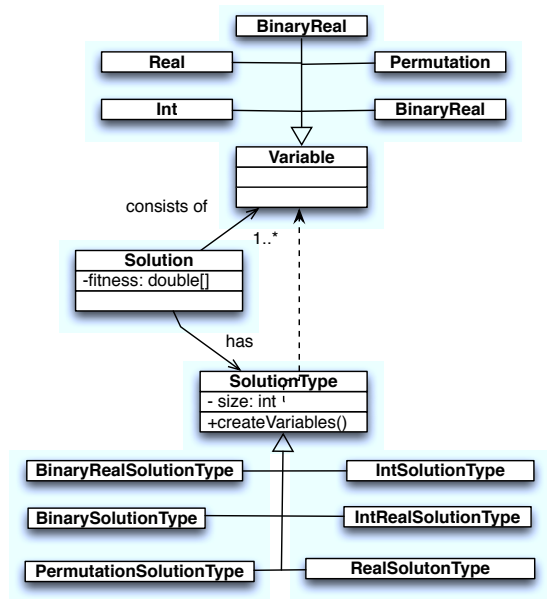 BinaryReal
Real
Permutation
Int
BinaryReal
Variable
consists of
1..*
Solution
-fitness: double[]
has
SolutionType
- size: int
+createVariables()
BinaryRealSolutionType
IntSolutionType
BinarySolutionType
IntRealSolutionType
PermutationSolutionType
RealSolutonType